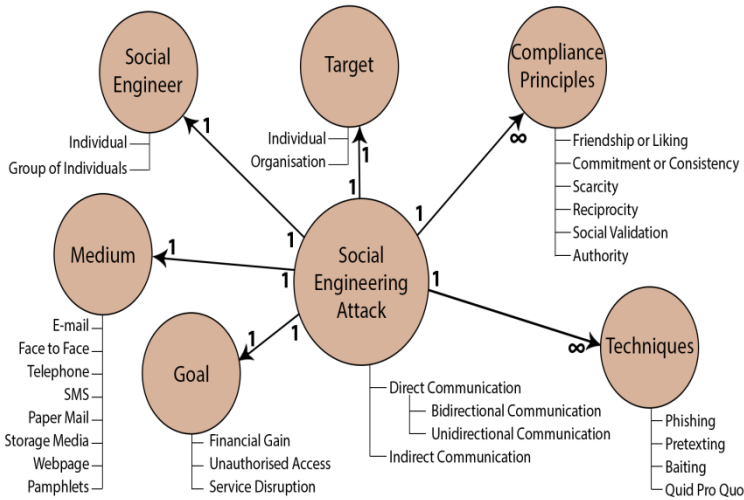 Social
Engineer
1
Individual
Group of Individuals
Target
1
Individual
Organisation
1
Compliance
Principles
∞
Friendship or Liking
Commitment or Consistency
Scarcity
Reciprocity
Social Validation
Authority
1
1
Medium
1
1
E-mail
Face to Face
Telephone
SMS
Paper Mail
Storage Media
Webpage
Pamphlets
Social
Engineering
Attack
1
Direct Communication
Bidirectional Communication
Unidirectional Communication
Indirect Communication
Goal
1
1
Financial Gain
Unauthorised Access
Service Disruption
Techniques
∞
Phishing
Pretexting
Baiting
Quid Pro Quo